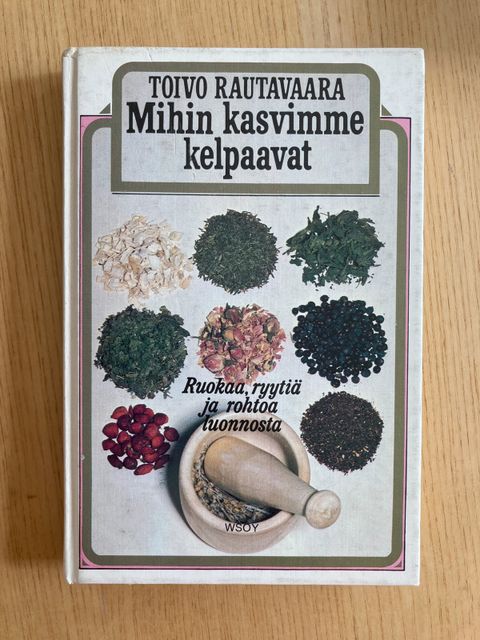 TOIVO RAUTAVAARA
Mihin kasvimme
kelpaavat
Ruokaa, ryytiä
ja rohtoa
luonnosta
WSOY